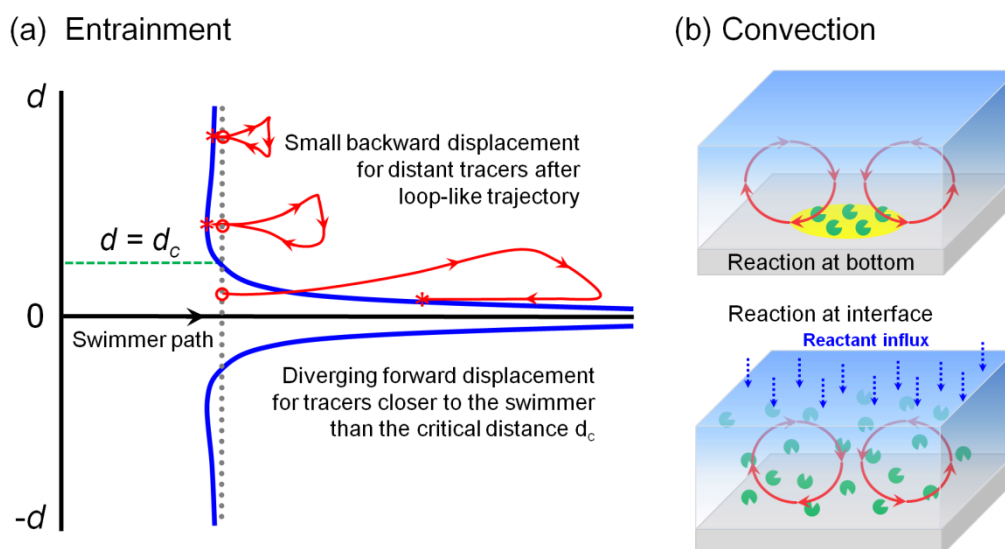 (a) Entrainment
d
Small backward displacement
for distant tracers after
loop-like trajectory
d = dc
0
Swimmer path
Diverging forward displacement
for tracers closer to the swimmer
than the critical distance dc
-d
(b) Convection
Reaction at bottom
Reaction at interface
Reactant influx